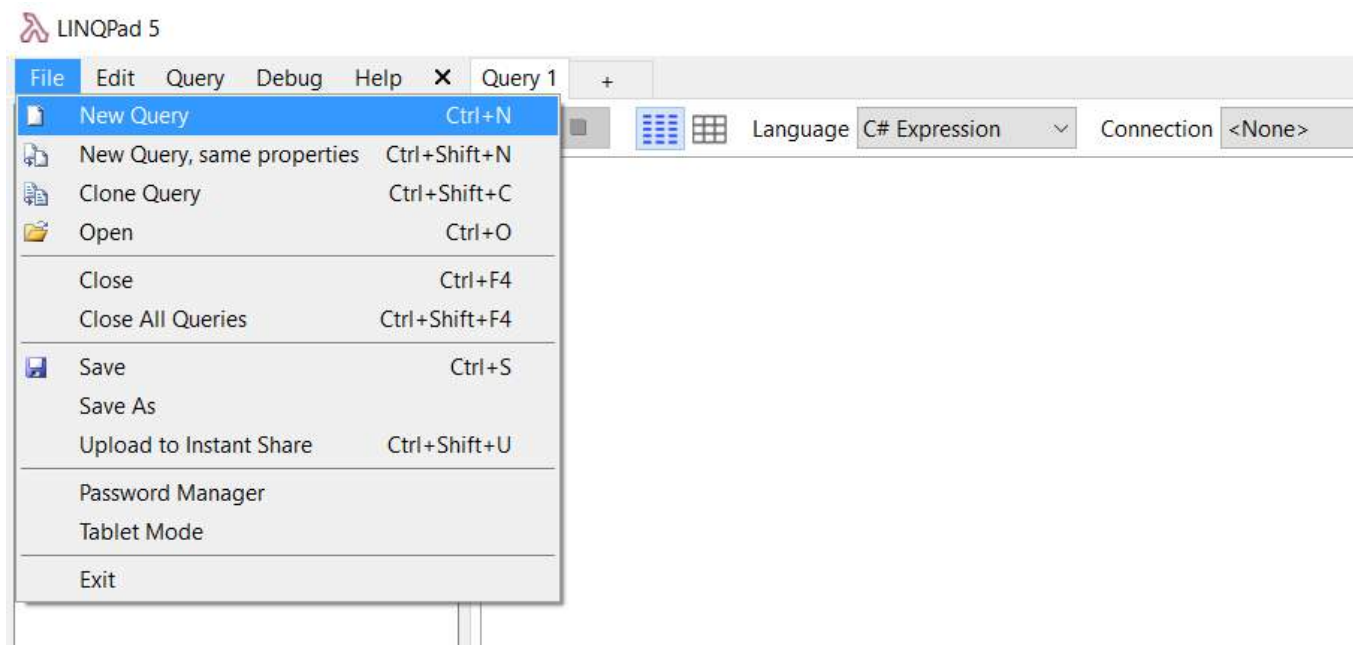 LINQPad 5
File Edit Query Debug Help × Query 1 +
New Query Ctrl+N
Language C# Expression Connection <None>
New Query, same properties Ctrl+Shift+N
Clone Query Ctrl+Shift+C
Open Ctrl+O
Close Ctrl+F4
Close All Queries Ctrl+Shift+F4
Save Ctrl+S
Save As
Upload to Instant Share Ctrl+Shift+U
Password Manager
Tablet Mode
Exit